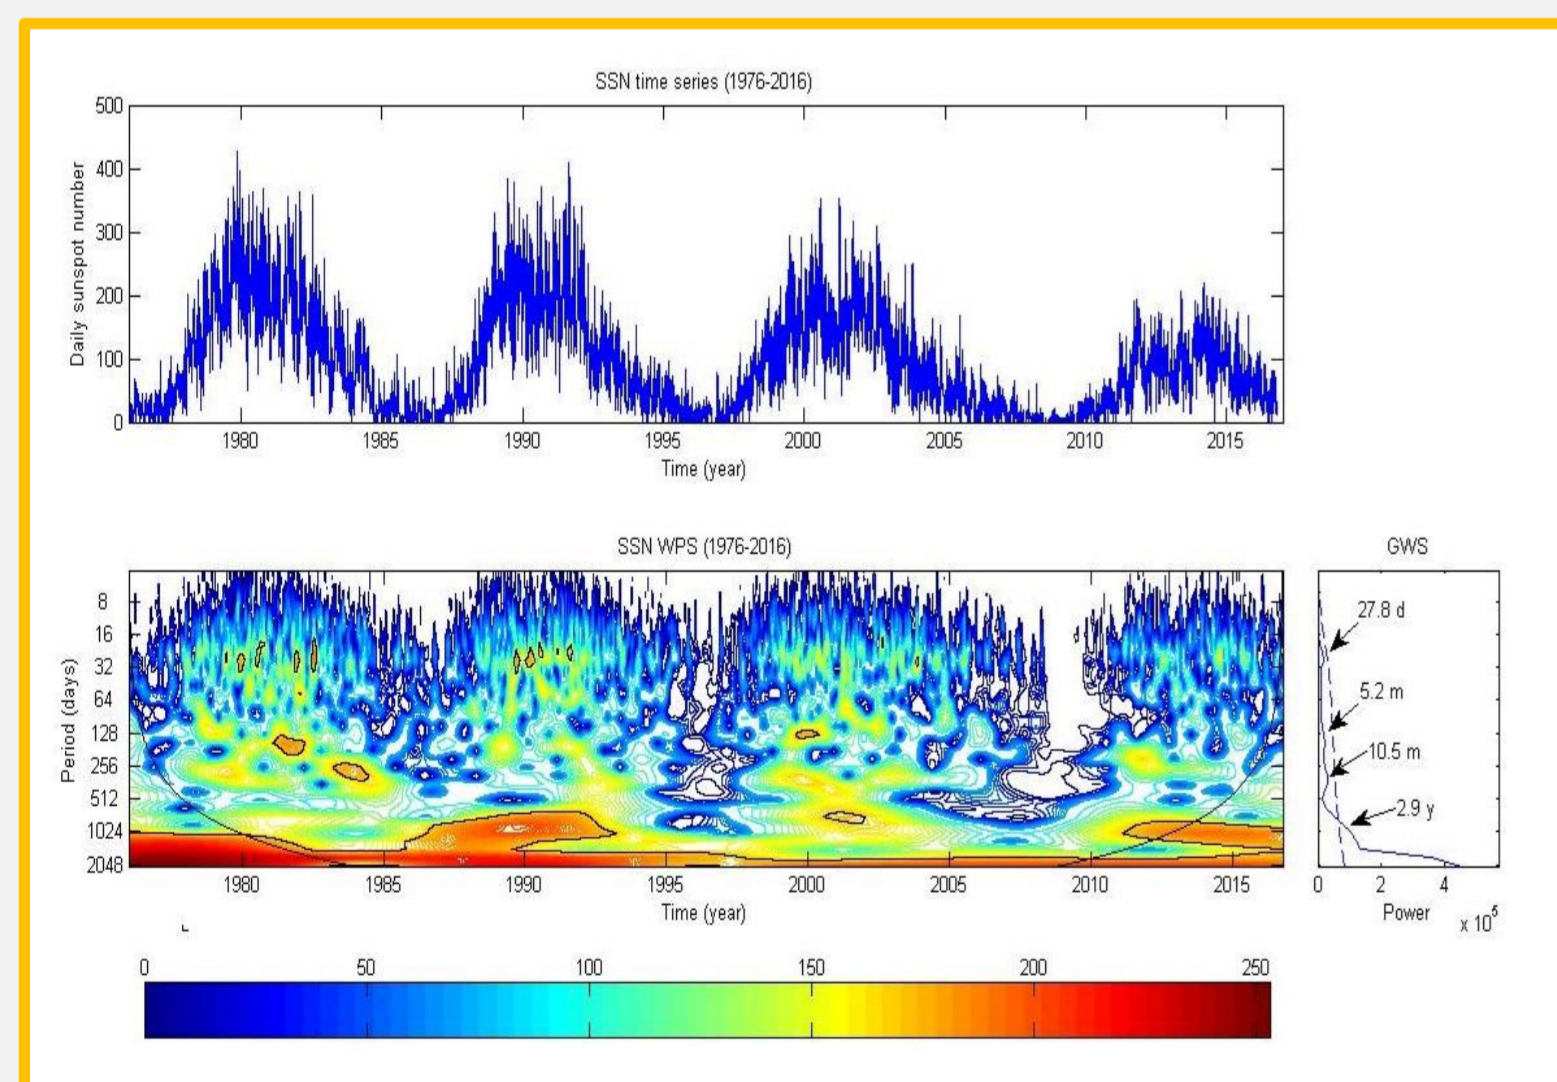 SSN time series (1976-2016)
500
400
300
200
100
0
Daily sunspot number
1980 1985 1990 1995 2000 2005 2010 2015
Time (year)
SSN WPS (1976-2016)
8
16
32
64
128
256
512
1024
2048
Period (days)
1980 1985 1990 1995 2000 2005 2010 2015
Time (year)
GWS
27.8 d
5.2 m
10.5 m
2.9 y
0 2 4
Power x 10^5
0 50 100 150 200 250